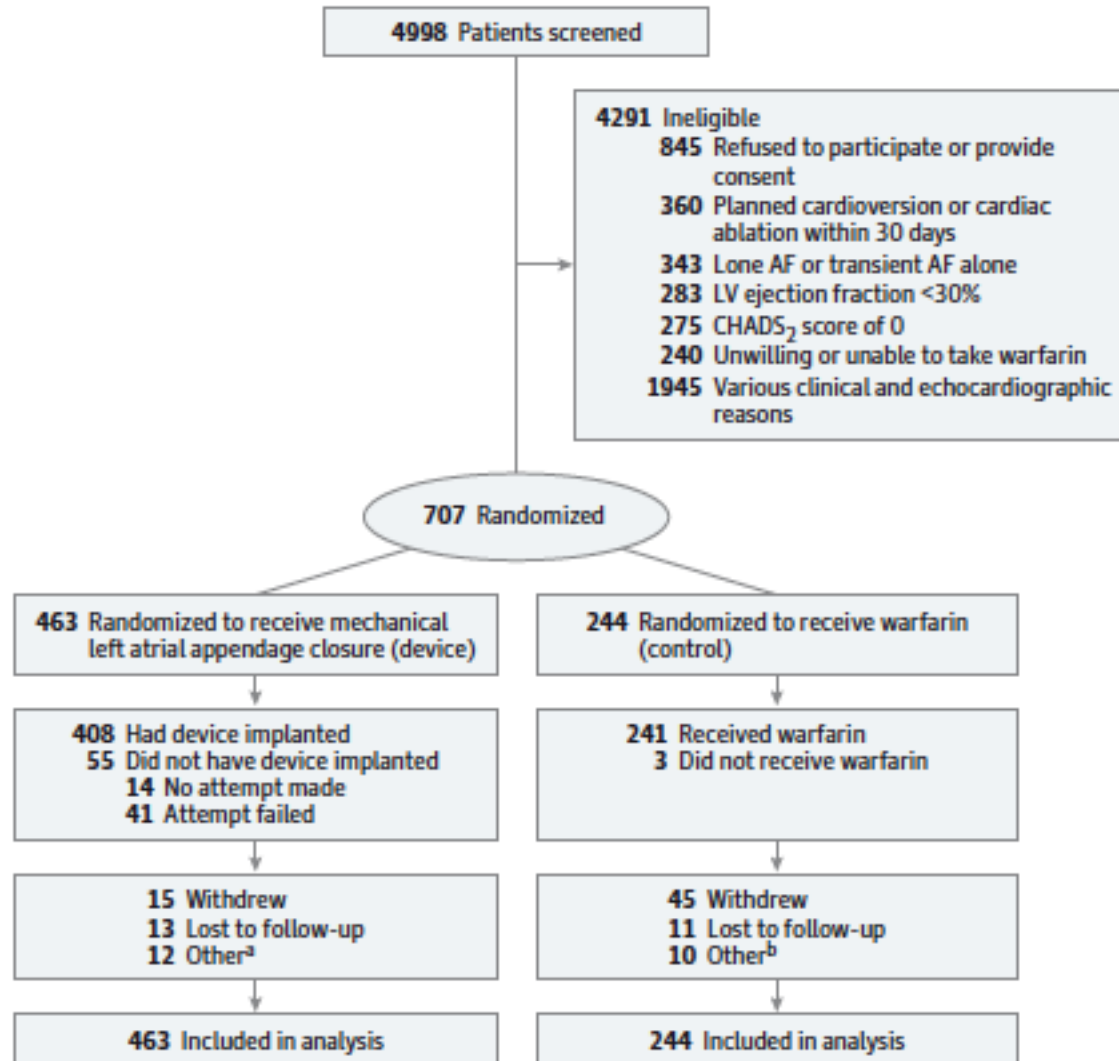 4998 Patients screened
4291 Ineligible
845 Refused to participate or provide
consent
360 Planned cardioversion or cardiac
ablation within 30 days
343 Lone AF or transient AF alone
283 LV ejection fraction <30%
275 CHADS2 score of 0
240 Unwilling or unable to take warfarin
1945 Various clinical and echocardiographic
reasons
707 Randomized
463 Randomized to receive mechanical
left atrial appendage closure (device)
244 Randomized to receive warfarin
(control)
408 Had device implanted
55 Did not have device implanted
14 No attempt made
41 Attempt failed
241 Received warfarin
3 Did not receive warfarin
15 Withdrew
13 Lost to follow-up
12 Other^a
45 Withdrew
11 Lost to follow-up
10 Other^b
463 Included in analysis
244 Included in analysis